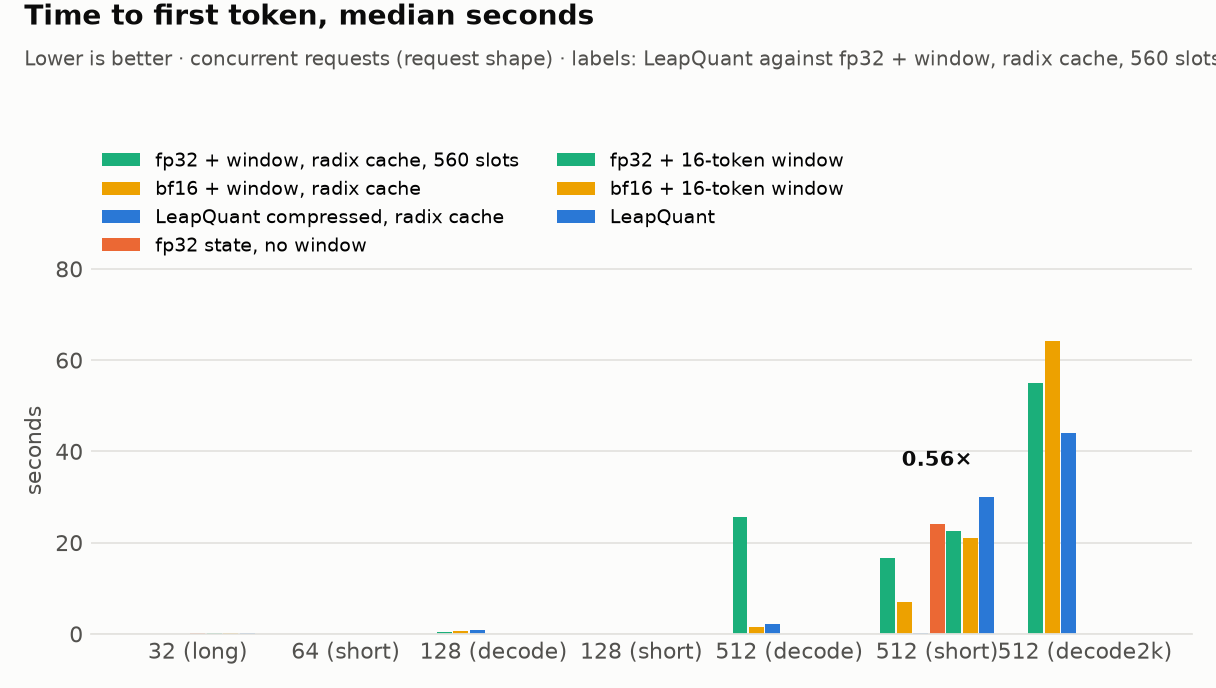 Time to first token, median seconds
Lower is better · concurrent requests (request shape) · labels: LeapQuant against fp32 + window, radix cache, 560 slots
fp32 + window, radix cache, 560 slots
bf16 + window, radix cache
LeapQuant compressed, radix cache
fp32 state, no window
fp32 + 16-token window
bf16 + 16-token window
LeapQuant
80
60
40
20
0
seconds
0.56×
32 (long)
64 (short)
128 (decode)
128 (short)
512 (decode)
512 (short)
512 (decode2k)